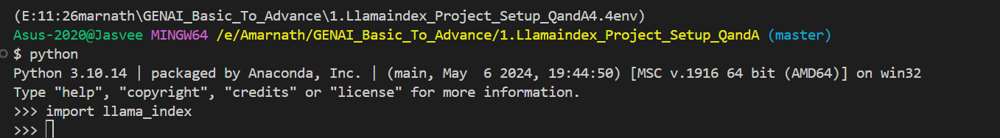 (E:11:26marnath\GENAI_Basic_To_Advance\1.Llamaindex_Project_Setup_QandA4.4env)
Asus-2020@Jasvee MINGW64 /e/Amarnath/GENAI_Basic_To_Advance/1.Llamaindex_Project_Setup_QandA (master)
$ python
Python 3.10.14 | packaged by Anaconda, Inc. | (main, May  6 2024, 19:44:50) [MSC v.1916 64 bit (AMD64)] on win32
Type "help", "copyright", "credits" or "license" for more information.
>>> import llama_index
>>>